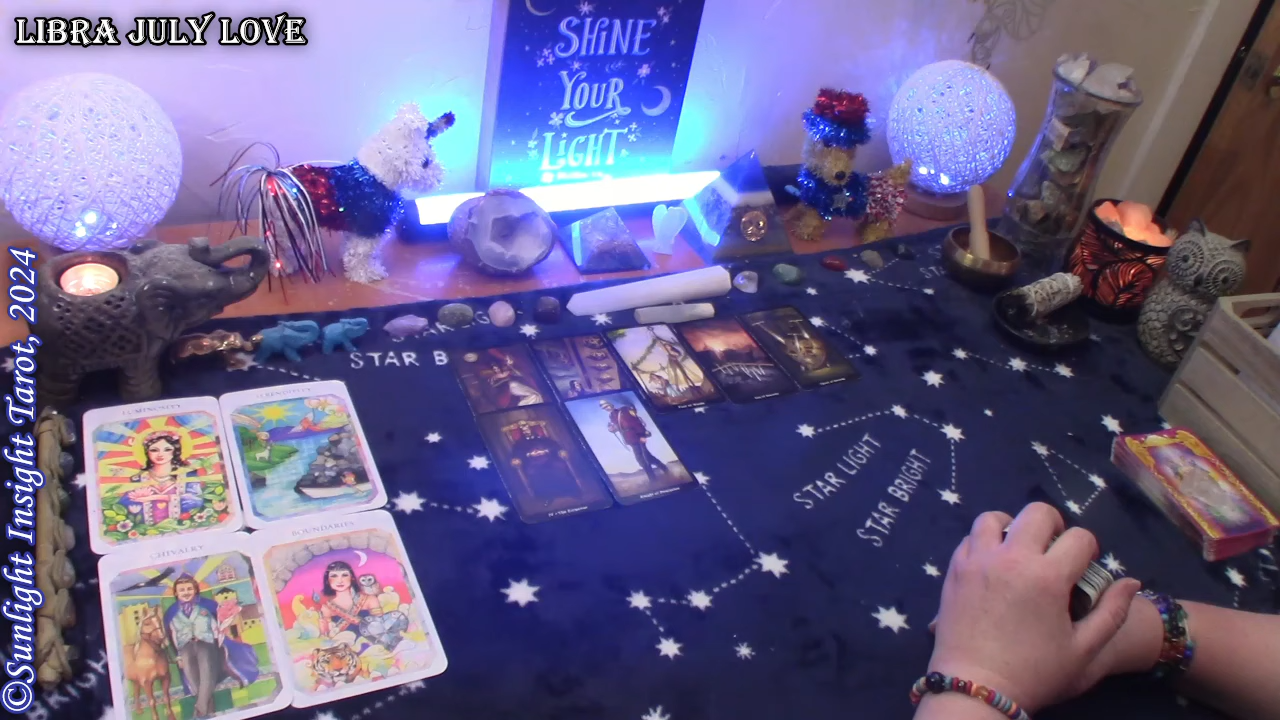 LIBRA JULY LOVE
SHINE
YOUR
LIGHT
STAR B
LUMINOSITY
SERENDIPITY
CHIVALRY
BOUNDARIES
STAR LIGHT
STAR BRIGHT
©Sunlight Insight Tarot, 2024